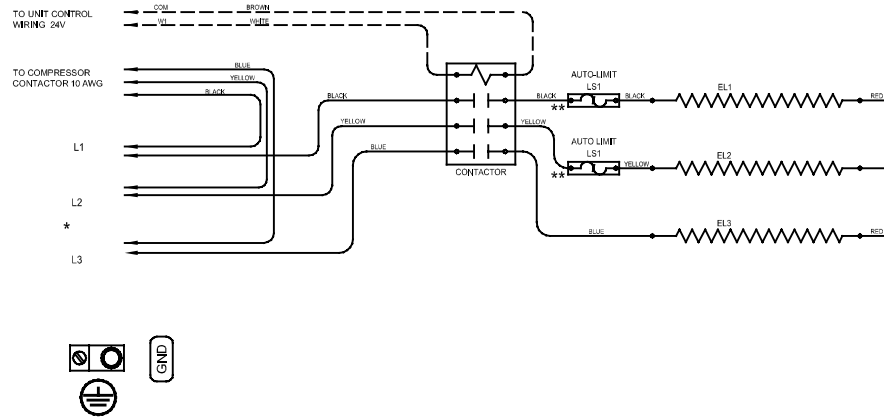 TO UNIT CONTROL
WIRING 24V
COM
BROWN
W1
WHITE
TO COMPRESSOR
CONTACTOR 10 AWG
BLUE
YELLOW
BLACK
BLACK
YELLOW
BLUE
L1
L2
*
L3
CONTACTOR
AUTO-LIMIT
LS1
BLACK
**
BLACK
EL1
RED
YELLOW
AUTO LIMIT
LS1
**
YELLOW
EL2
BLUE
EL3
RED
GND